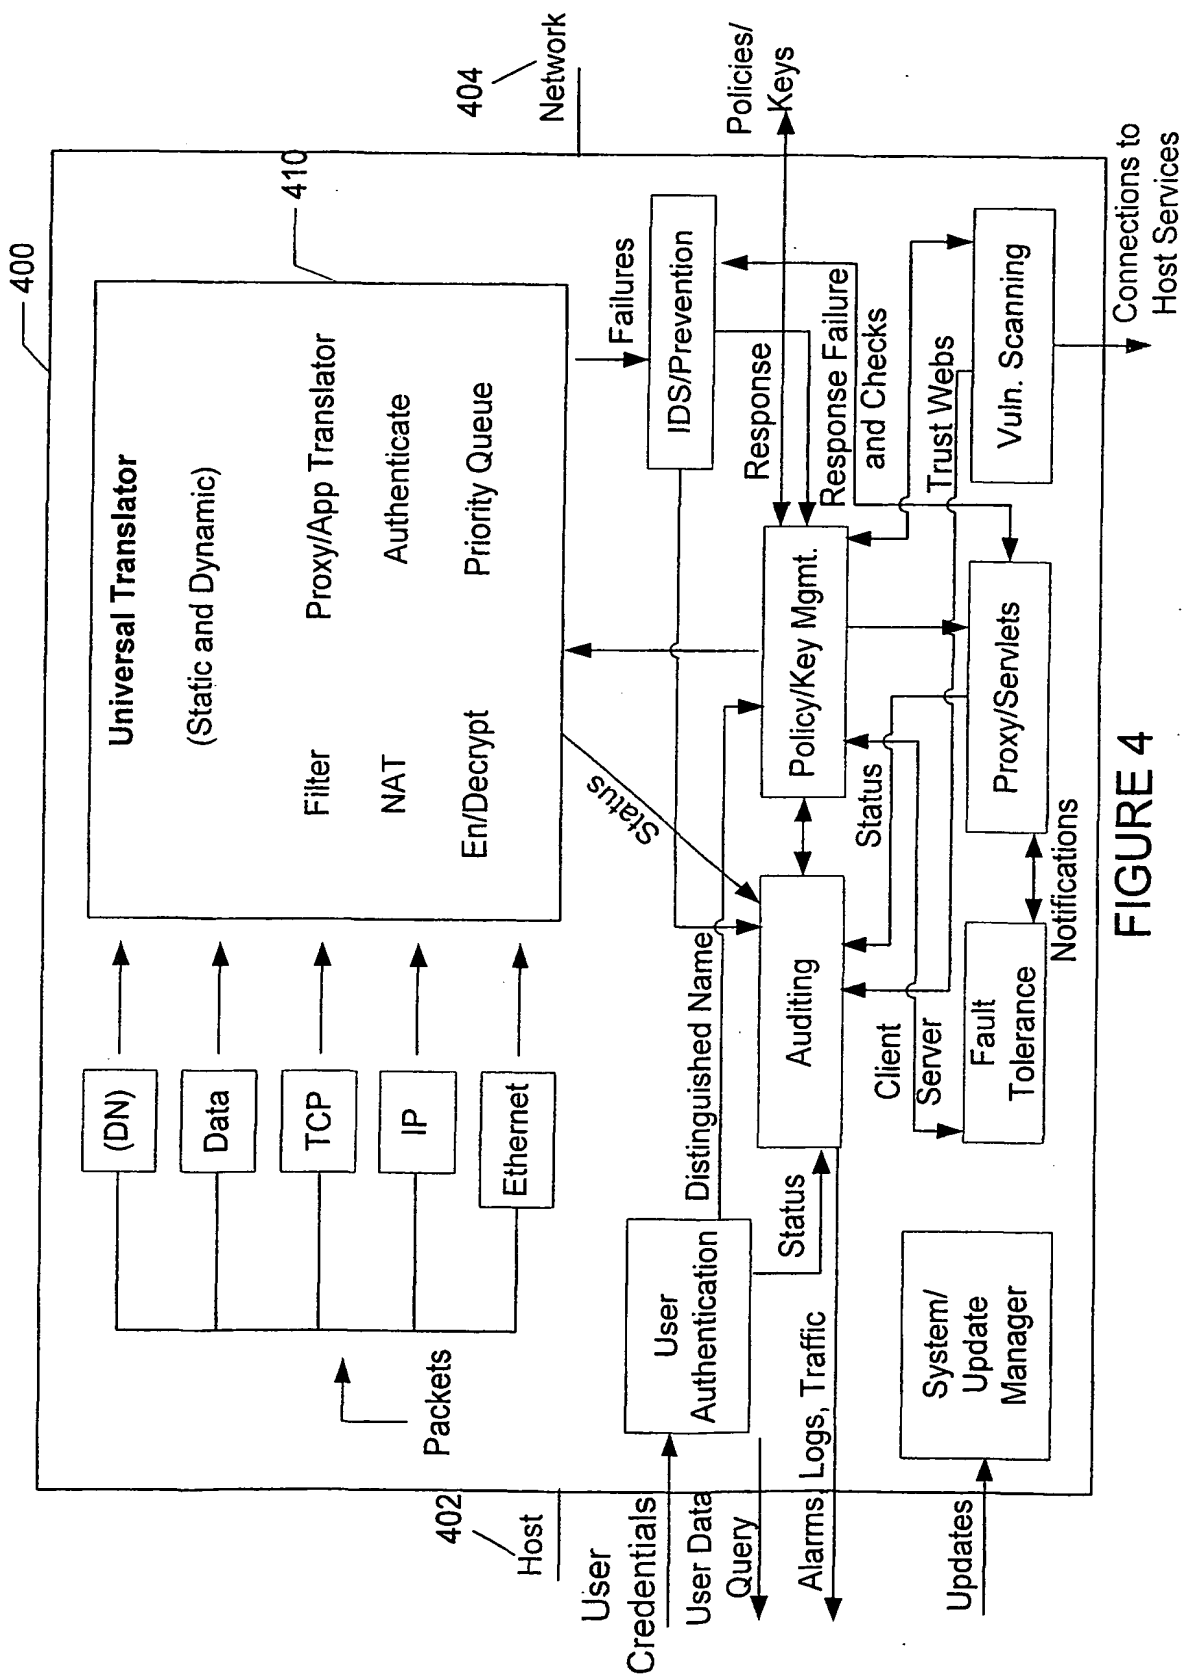 400
404
Network
410
Universal Translator
(Static and Dynamic)
Filter
Proxy/App Translator
NAT
Authenticate
En/Decrypt
Priority Queue
(DN)
Data
TCP
IP
Ethernet
Packets
402
Host
User
Credentials
User Data
Query
Alarms, Logs, Traffic
Updates
User
Authentication
Distinguished Name
Status
Status
Failures
IDS/Prevention
Response
Policies/
Keys
Response Failure
and Checks
Auditing
Policy/Key Mgmt.
Status
Client
Server
Trust Webs
System/
Update
Manager
Fault
Tolerance
Notifications
Proxy/Servlets
Vuln. Scanning
Connections to
Host Services
FIGURE 4